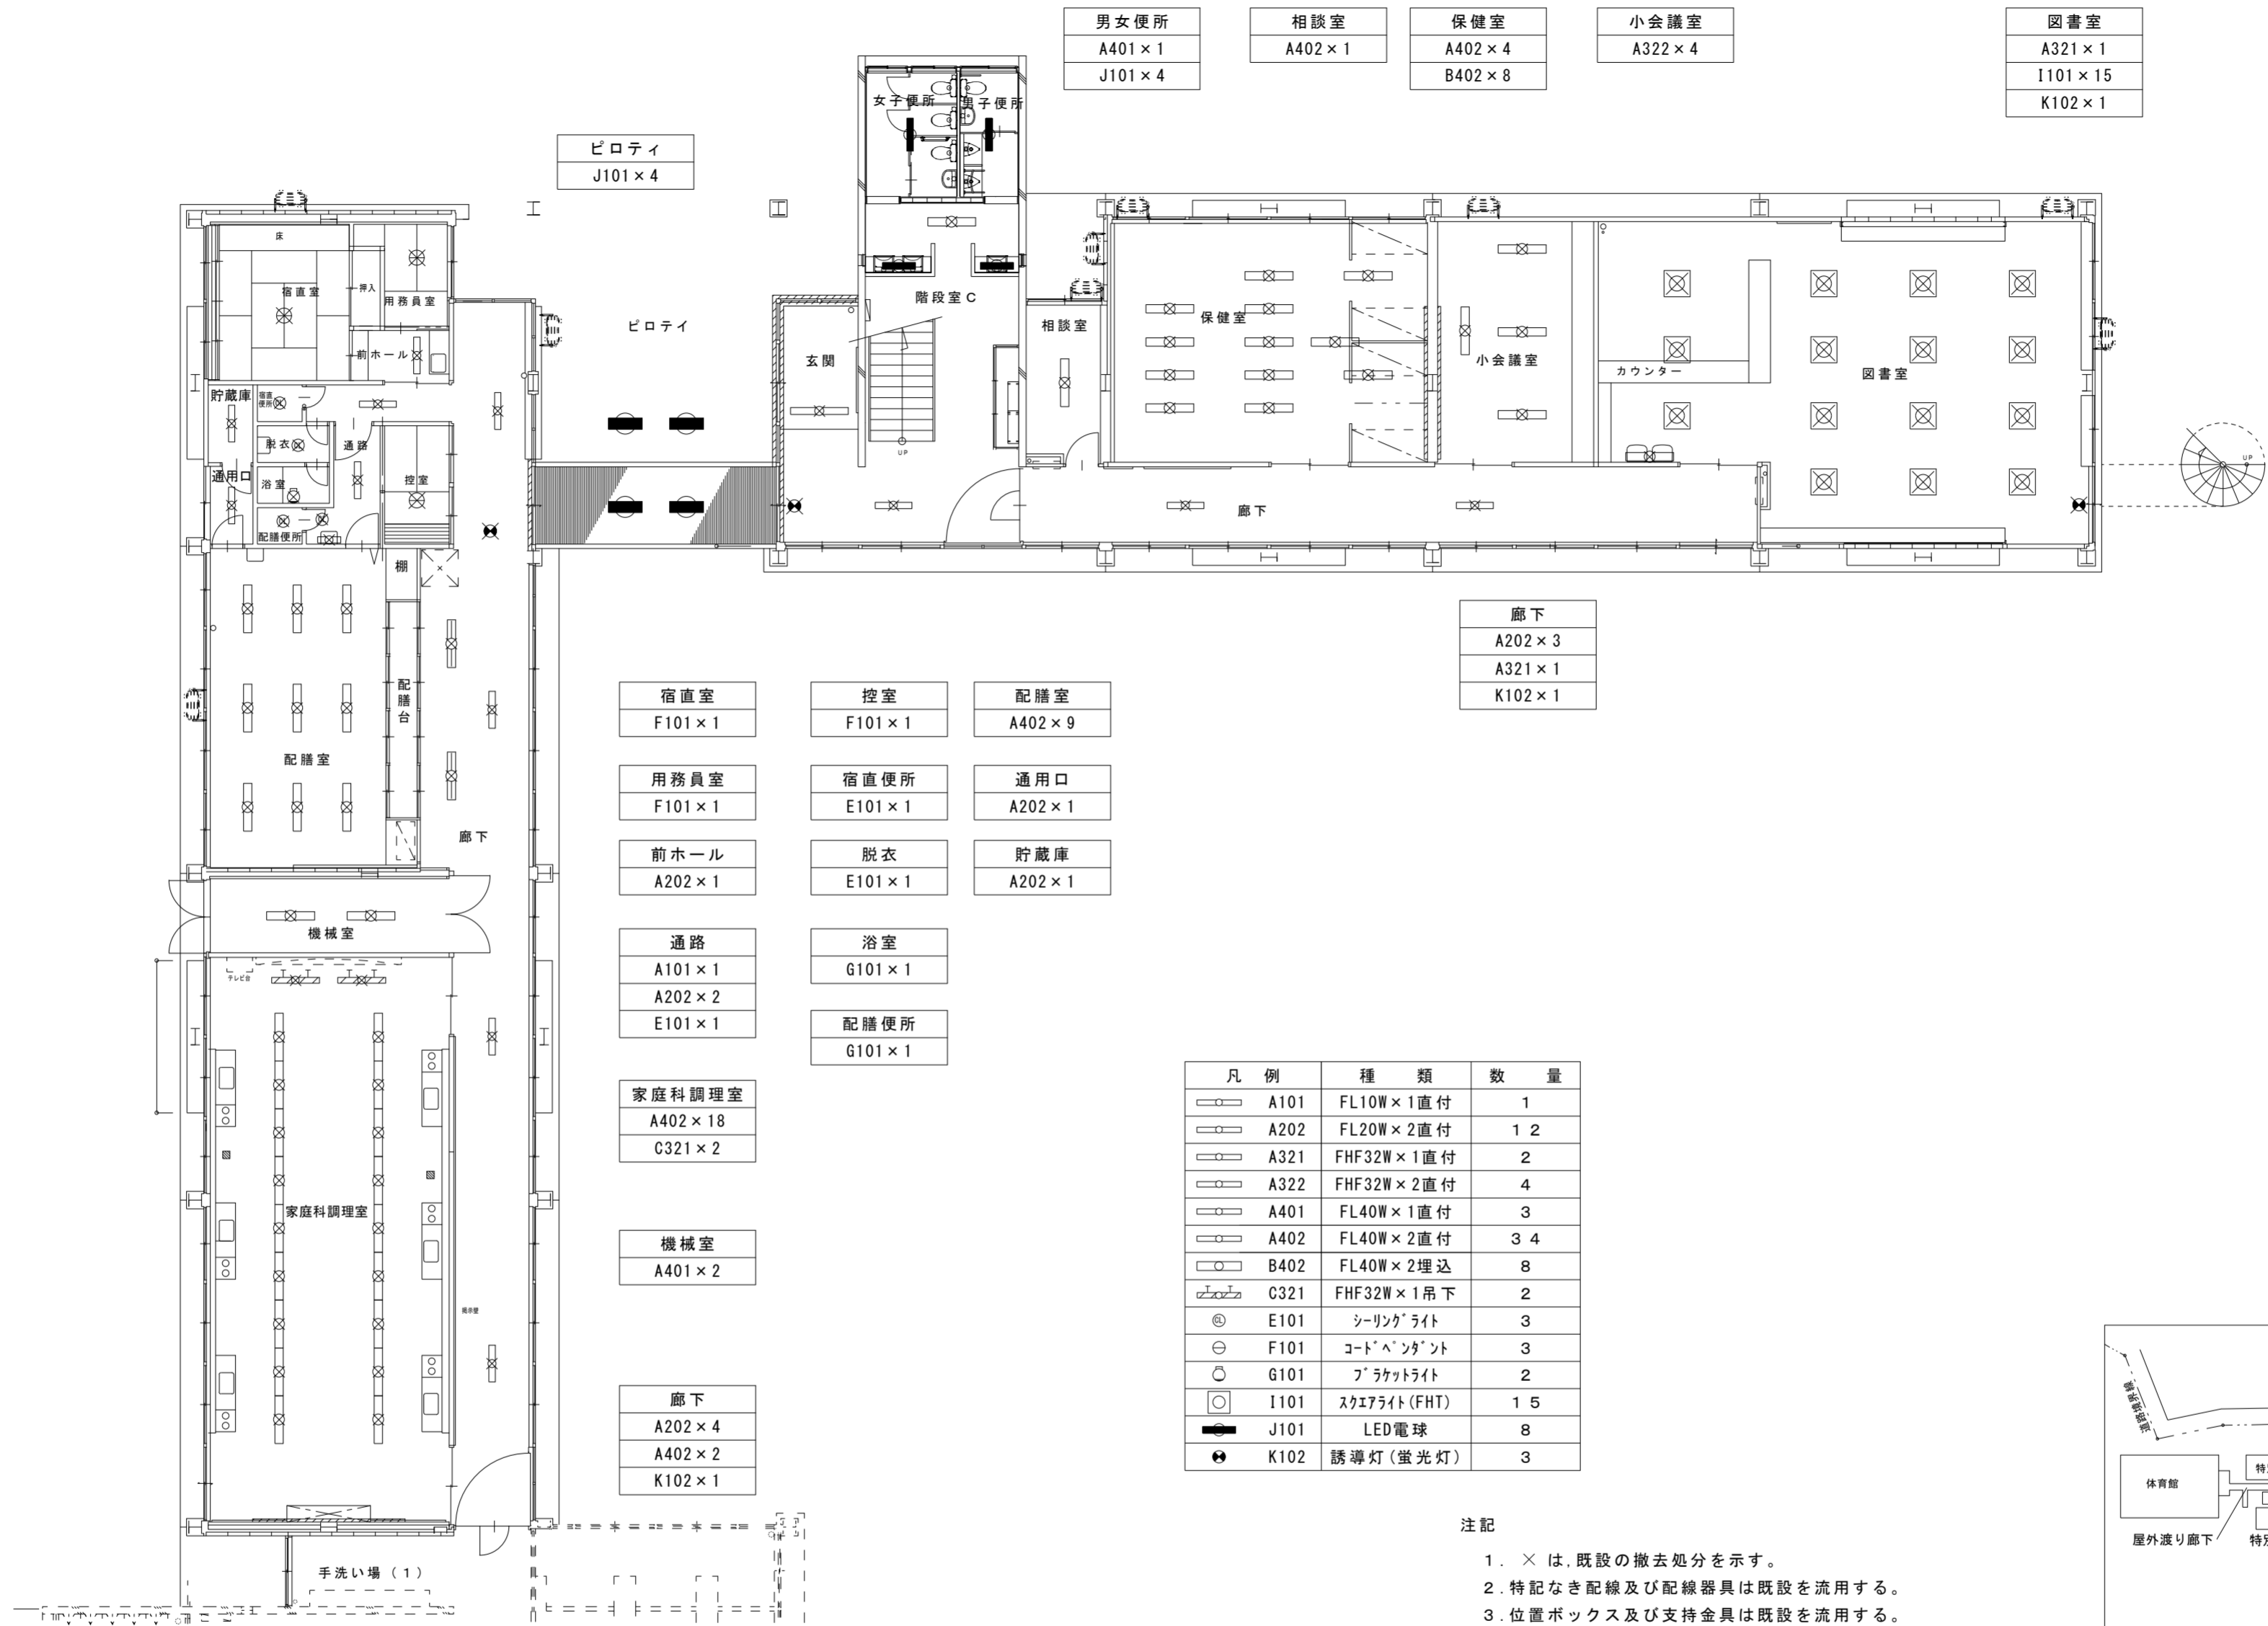 男女便所
A401×1
J101×4
相談室
A402×1
保健室
A402×4
B402×8
小会議室
A322×4
図書室
A321×1
I101×15
K102×1
ピロティ
J101×4
女子便所
男子便所
床
宿直室
押入
用務員室
前ホール
貯蔵庫
宿直
便所
脱衣
通路
通用口
浴室
控室
配膳便所
棚
ピロテイ
玄関
階段室C
UP
相談室
保健室
小会議室
カウンター
図書室
UP
廊下
廊下
A202×3
A321×1
K102×1
配膳台
配膳室
廊下
機械室
テレビ台
家庭科調理室
掲示壁
手洗い場(1)
宿直室
F101×1
控室
F101×1
配膳室
A402×9
用務員室
F101×1
宿直便所
E101×1
通用口
A202×1
前ホール
A202×1
脱衣
E101×1
貯蔵庫
A202×1
通路
A101×1
A202×2
E101×1
浴室
G101×1
配膳便所
G101×1
家庭科調理室
A402×18
C321×2
機械室
A401×2
廊下
A202×4
A402×2
K102×1
凡 例 種 類 数 量
A101 FL10W×1直付 1
A202 FL20W×2直付 12
A321 FHF32W×1直付 2
A322 FHF32W×2直付 4
A401 FL40W×1直付 3
A402 FL40W×2直付 34
B402 FL40W×2埋込 8
C321 FHF32W×1吊下 2
CL E101 シーリングライト 3
F101 コードペンダント 3
G101 ブラケットライト 2
I101 スクエアライト(FHT) 15
J101 LED電球 8
K102 誘導灯(蛍光灯) 3
注記
1. × は,既設の撤去処分を示す。
2.特記なき配線及び配線器具は既設を流用する。
3.位置ボックス及び支持金具は既設を流用する。
道路境界線
体育館
特
屋外渡り廊下
特別